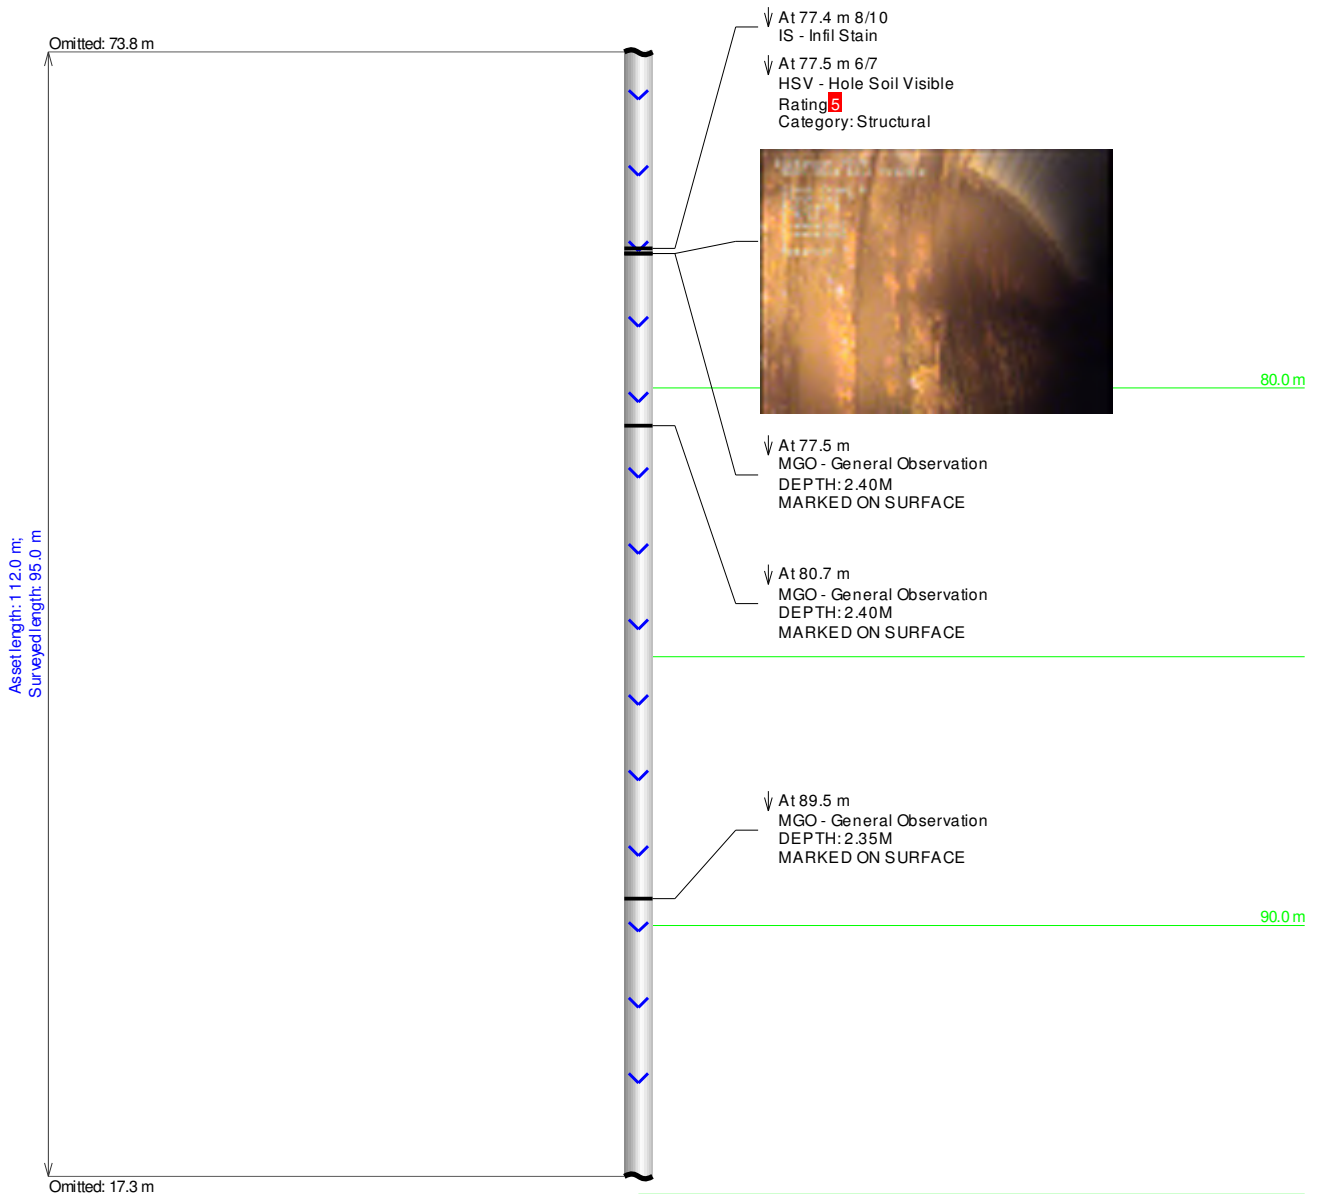 Omitted: 73.8 m
At 77.4 m 8/10
IS - Infil Stain
At 77.5 m 6/7
HSV - Hole Soil Visible
Rating 5
Category: Structural
80.0 m
At 77.5 m
MGO - General Observation
DEPTH: 2.40M
MARKED ON SURFACE
Asset length: 112.0 m;
Surveyed length: 95.0 m
At 80.7 m
MGO - General Observation
DEPTH: 2.40M
MARKED ON SURFACE
At 89.5 m
MGO - General Observation
DEPTH: 2.35M
MARKED ON SURFACE
90.0 m
Omitted: 17.3 m